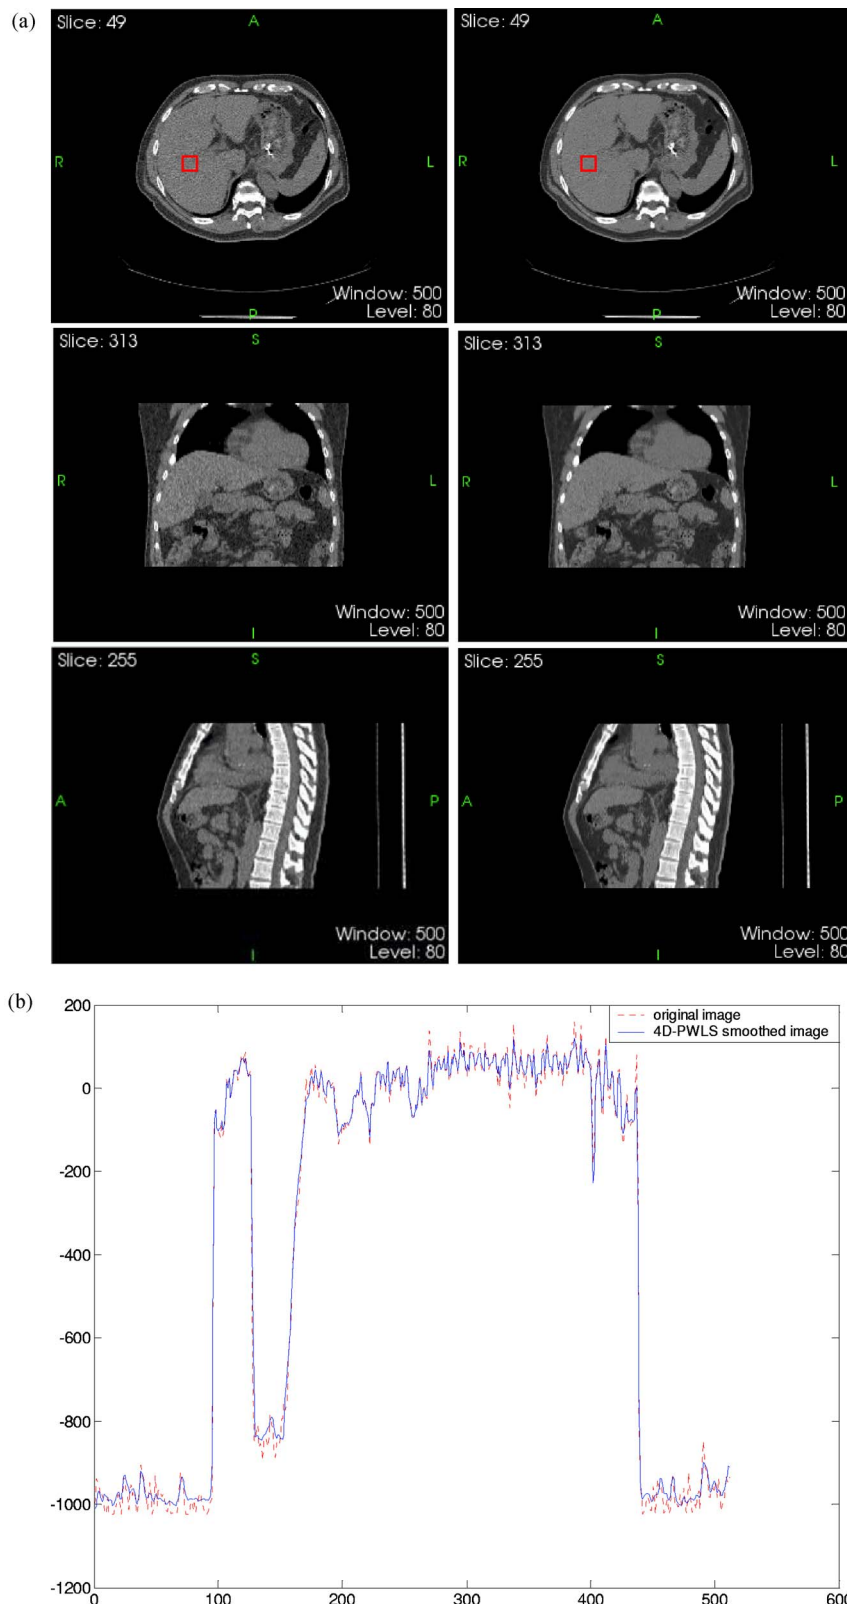 (a)
Slice: 49
A
R
L
Window: 500
Level: 80
P
Slice: 49
A
R
L
Window: 500
Level: 80
P
Slice: 313
S
R
L
Window: 500
Level: 80
I
Slice: 313
S
R
L
Window: 500
Level: 80
I
Slice: 255
S
A
P
Window: 500
Level: 80
I
Slice: 255
S
A
P
Window: 500
Level: 80
I
(b)
original image
4D-PWLS smoothed image
200
0
-200
-400
-600
-800
-1000
-1200
0
100
200
300
400
500
600